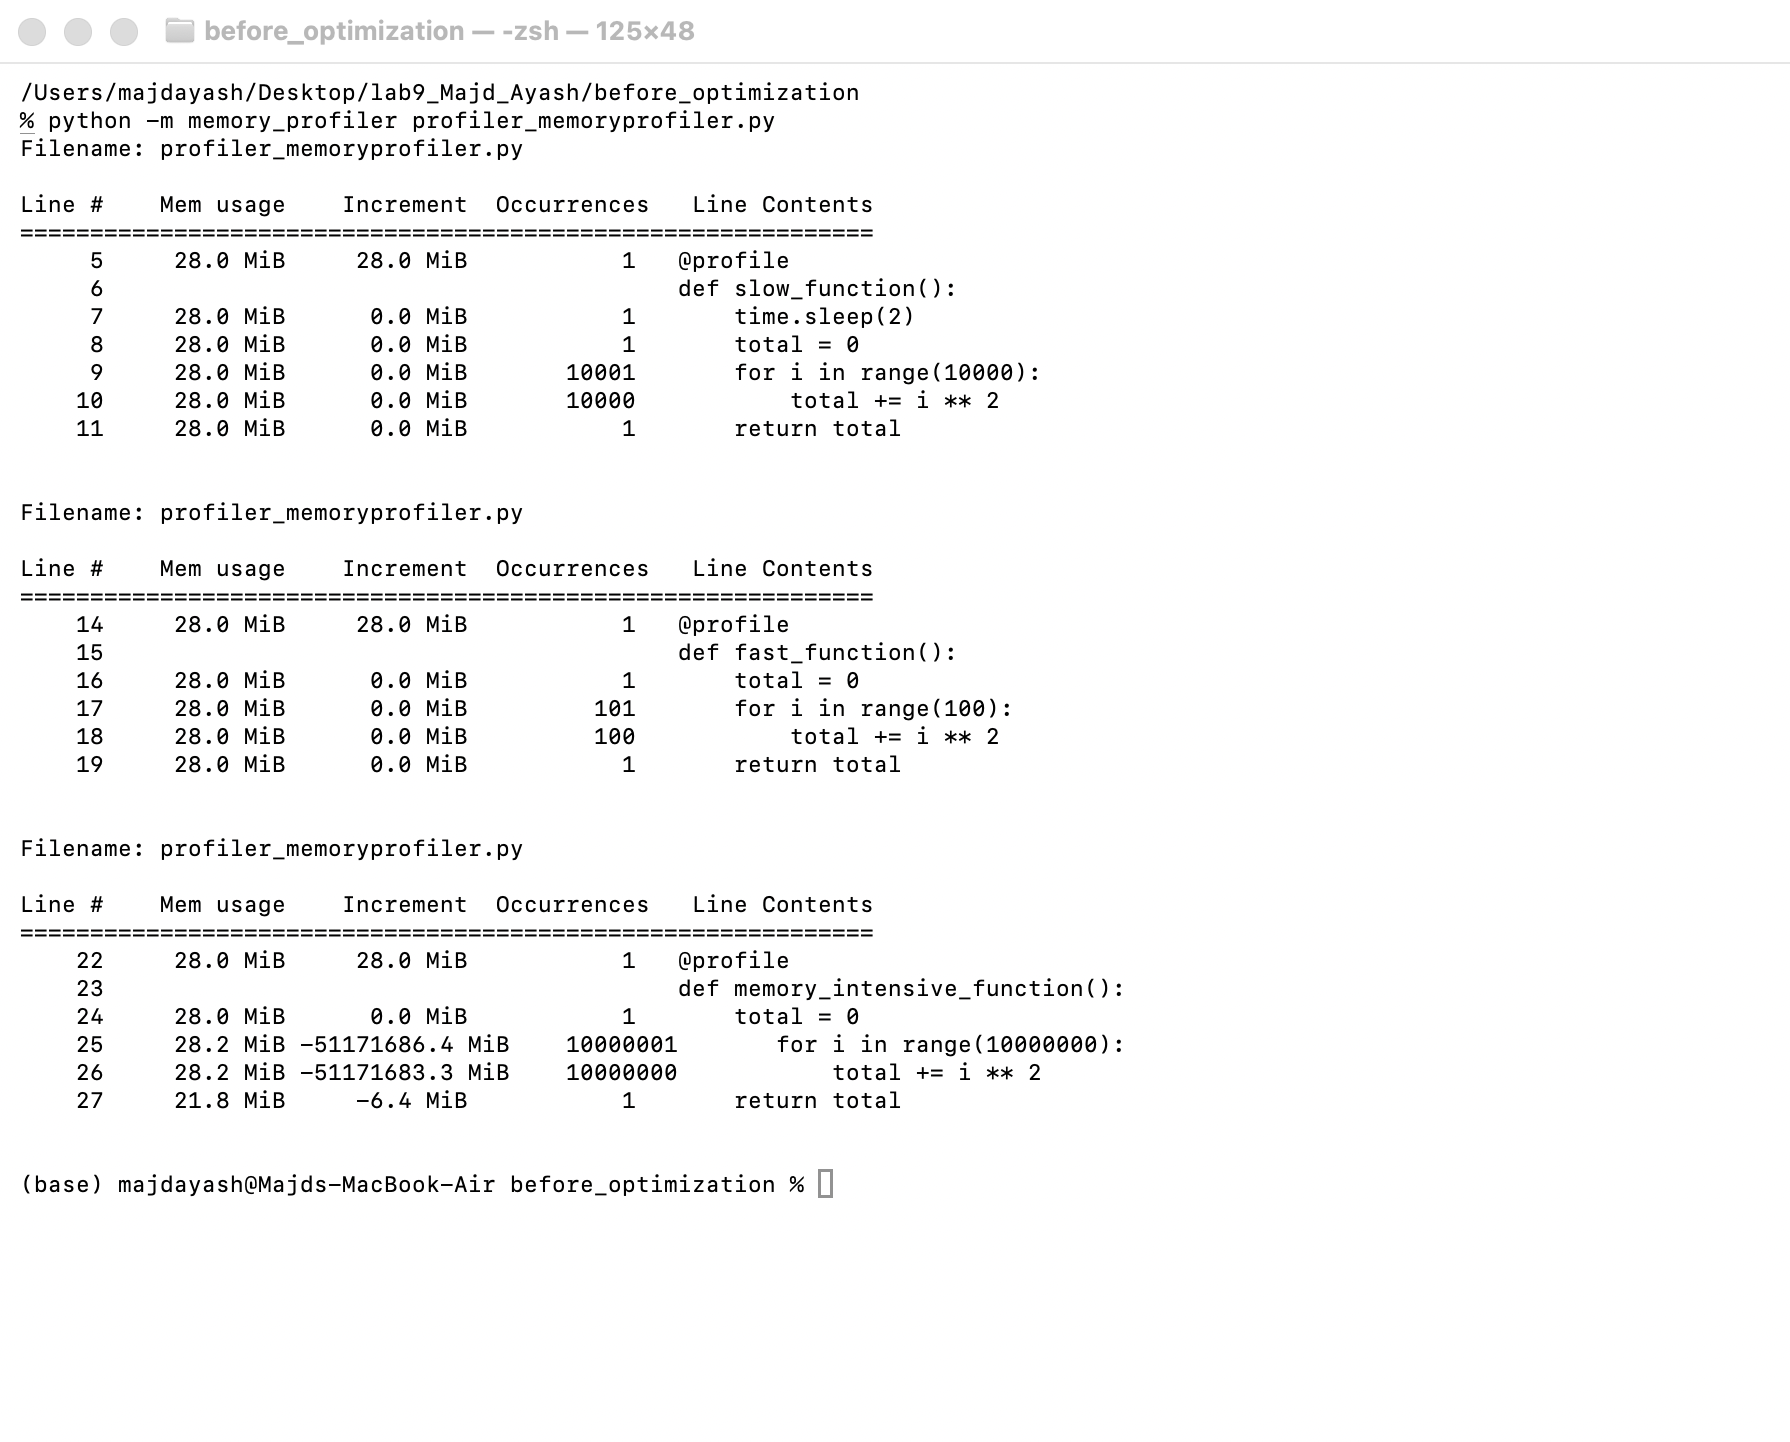 before_optimization — -zsh — 125×48
/Users/majdayash/Desktop/lab9_Majd_Ayash/before_optimization
% python -m memory_profiler profiler_memoryprofiler.py
Filename: profiler_memoryprofiler.py

Line #    Mem usage    Increment  Occurrences   Line Contents
=============================================================
     5     28.0 MiB     28.0 MiB           1   @profile
     6                                         def slow_function():
     7     28.0 MiB      0.0 MiB           1       time.sleep(2)
     8     28.0 MiB      0.0 MiB           1       total = 0
     9     28.0 MiB      0.0 MiB       10001       for i in range(10000):
    10     28.0 MiB      0.0 MiB       10000           total += i ** 2
    11     28.0 MiB      0.0 MiB           1       return total


Filename: profiler_memoryprofiler.py

Line #    Mem usage    Increment  Occurrences   Line Contents
=============================================================
    14     28.0 MiB     28.0 MiB           1   @profile
    15                                         def fast_function():
    16     28.0 MiB      0.0 MiB           1       total = 0
    17     28.0 MiB      0.0 MiB         101       for i in range(100):
    18     28.0 MiB      0.0 MiB         100           total += i ** 2
    19     28.0 MiB      0.0 MiB           1       return total


Filename: profiler_memoryprofiler.py

Line #    Mem usage    Increment  Occurrences   Line Contents
=============================================================
    22     28.0 MiB     28.0 MiB           1   @profile
    23                                         def memory_intensive_function():
    24     28.0 MiB      0.0 MiB           1       total = 0
    25     28.2 MiB -51171686.4 MiB    10000001       for i in range(10000000):
    26     28.2 MiB -51171683.3 MiB    10000000           total += i ** 2
    27     21.8 MiB     -6.4 MiB           1       return total


(base) majdayash@Majds-MacBook-Air before_optimization %